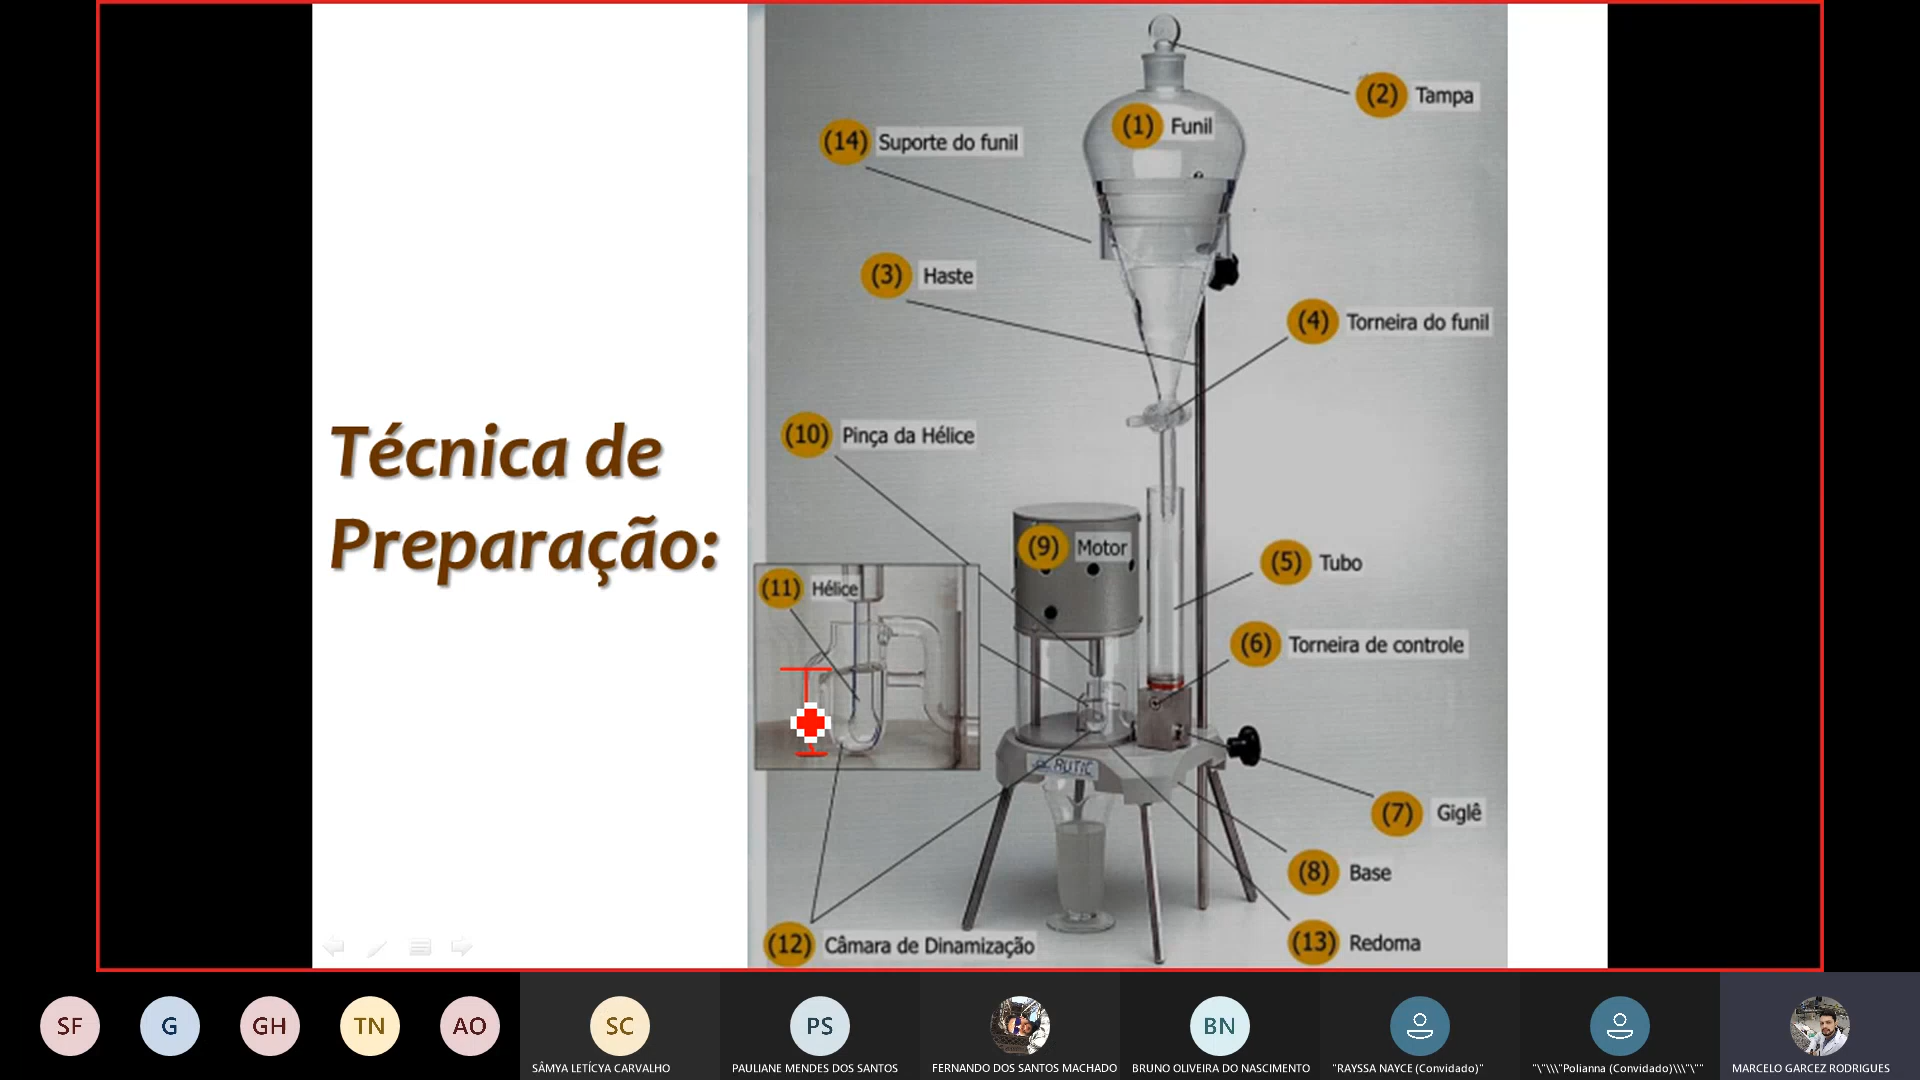 Técnica de
Preparação:
(2) Tampa
(1) Funil
(14) Suporte do funil
(3) Haste
(4) Torneira do funil
(10) Pinça da Hélice
(9) Motor
(5) Tubo
(11) Hélice
(6) Torneira de controle
(7) Giglê
(8) Base
(12) Câmara de Dinamização
(13) Redoma
SF
G
GH
TN
AO
SC
PS
BN
SÂMYA LETÍCYA CARVALHO
PAULIANE MENDES DOS SANTOS
FERNANDO DOS SANTOS MACHADO
BRUNO OLIVEIRA DO NASCIMENTO
"RAYSSA NAYCE (Convidado)"
"\"\\\"Polianna (Convidado)\\\"\""
MARCELO GARCEZ RODRIGUES